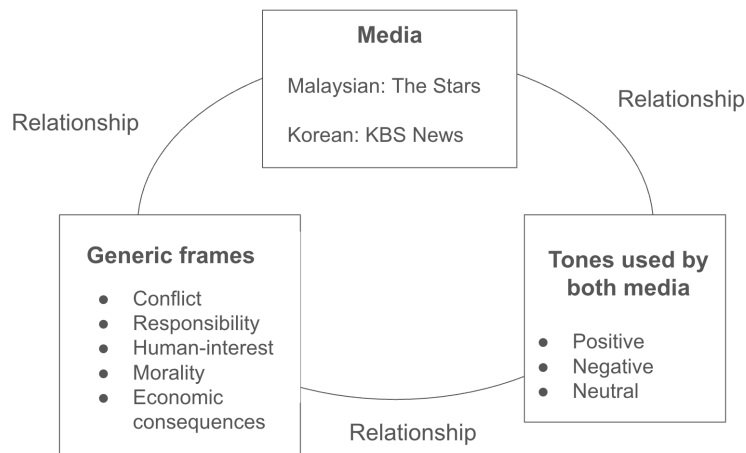 Media
Malaysian: The Stars
Korean: KBS News
Relationship
Relationship
Generic frames
● Conflict
● Responsibility
● Human-interest
● Morality
● Economic
consequences
Tones used by
both media
● Positive
● Negative
● Neutral
Relationship